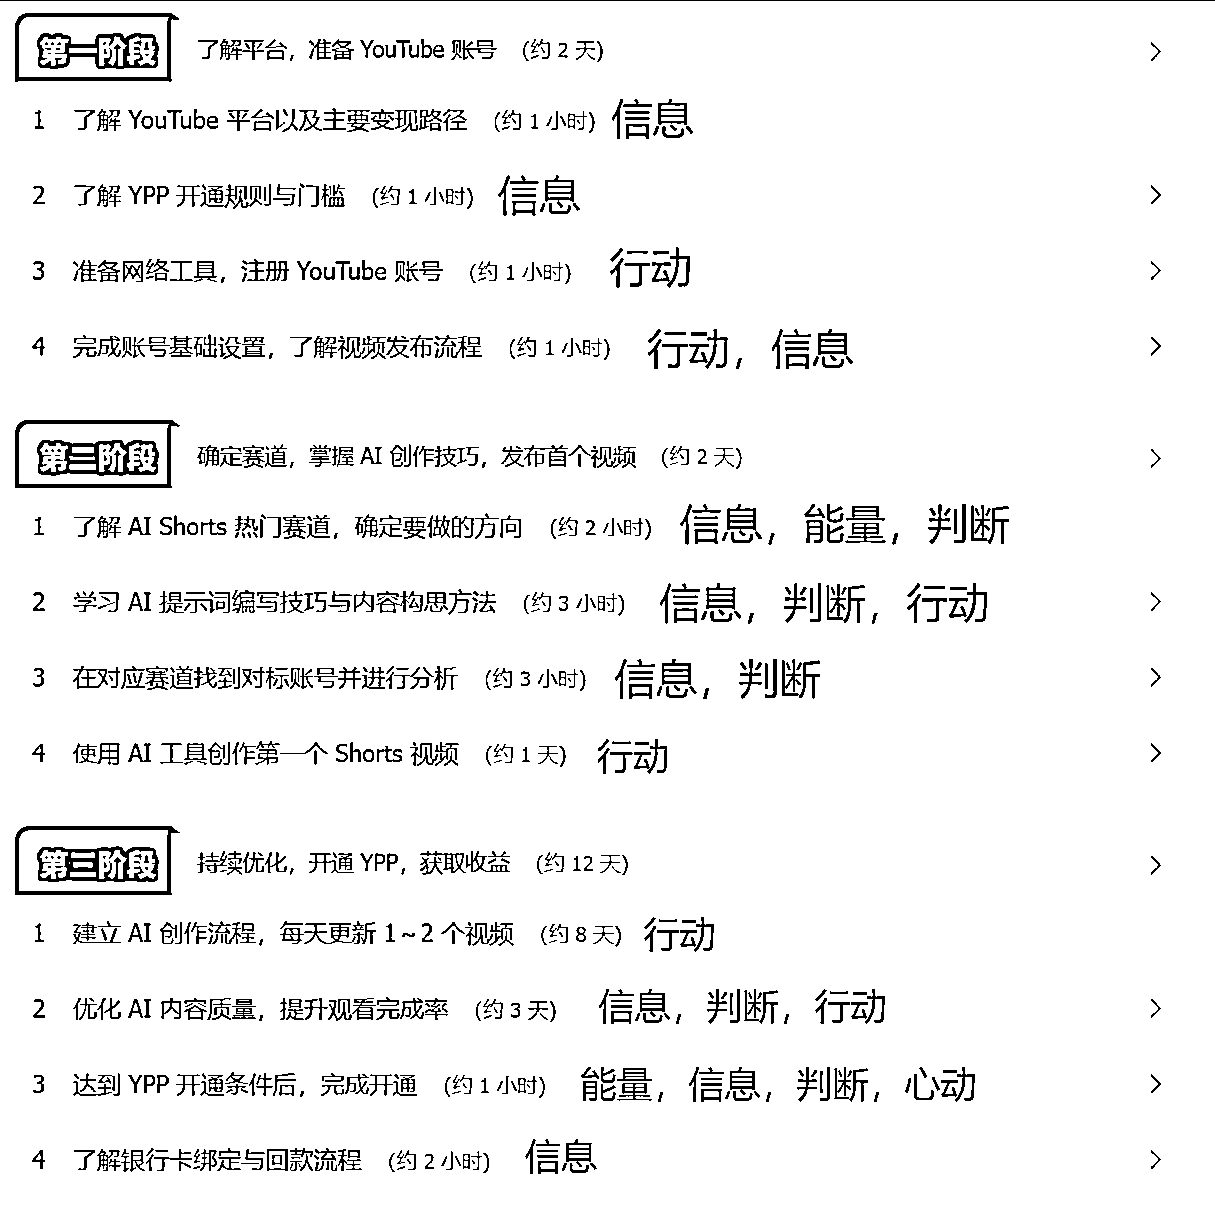 第一阶段 了解平台，准备 YouTube 账号 (约 2 天)
1 了解 YouTube 平台以及主要变现路径 (约 1 小时) 信息
2 了解 YPP 开通规则与门槛 (约 1 小时) 信息
3 准备网络工具，注册 YouTube 账号 (约 1 小时) 行动
4 完成账号基础设置，了解视频发布流程 (约 1 小时) 行动，信息
第二阶段 确定赛道，掌握 AI 创作技巧，发布首个视频 (约 2 天)
1 了解 AI Shorts 热门赛道，确定要做的方向 (约 2 小时) 信息，能量，判断
2 学习 AI 提示词编写技巧与内容构思方法 (约 3 小时) 信息，判断，行动
3 在对应赛道找到对标账号并进行分析 (约 3 小时) 信息，判断
4 使用 AI 工具创作第一个 Shorts 视频 (约 1 天) 行动
第三阶段 持续优化，开通 YPP，获取收益 (约 12 天)
1 建立 AI 创作流程，每天更新 1~2 个视频 (约 8 天) 行动
2 优化 AI 内容质量，提升观看完成率 (约 3 天) 信息，判断，行动
3 达到 YPP 开通条件后，完成开通 (约 1 小时) 能量，信息，判断，心动
4 了解银行卡绑定与回款流程 (约 2 小时) 信息